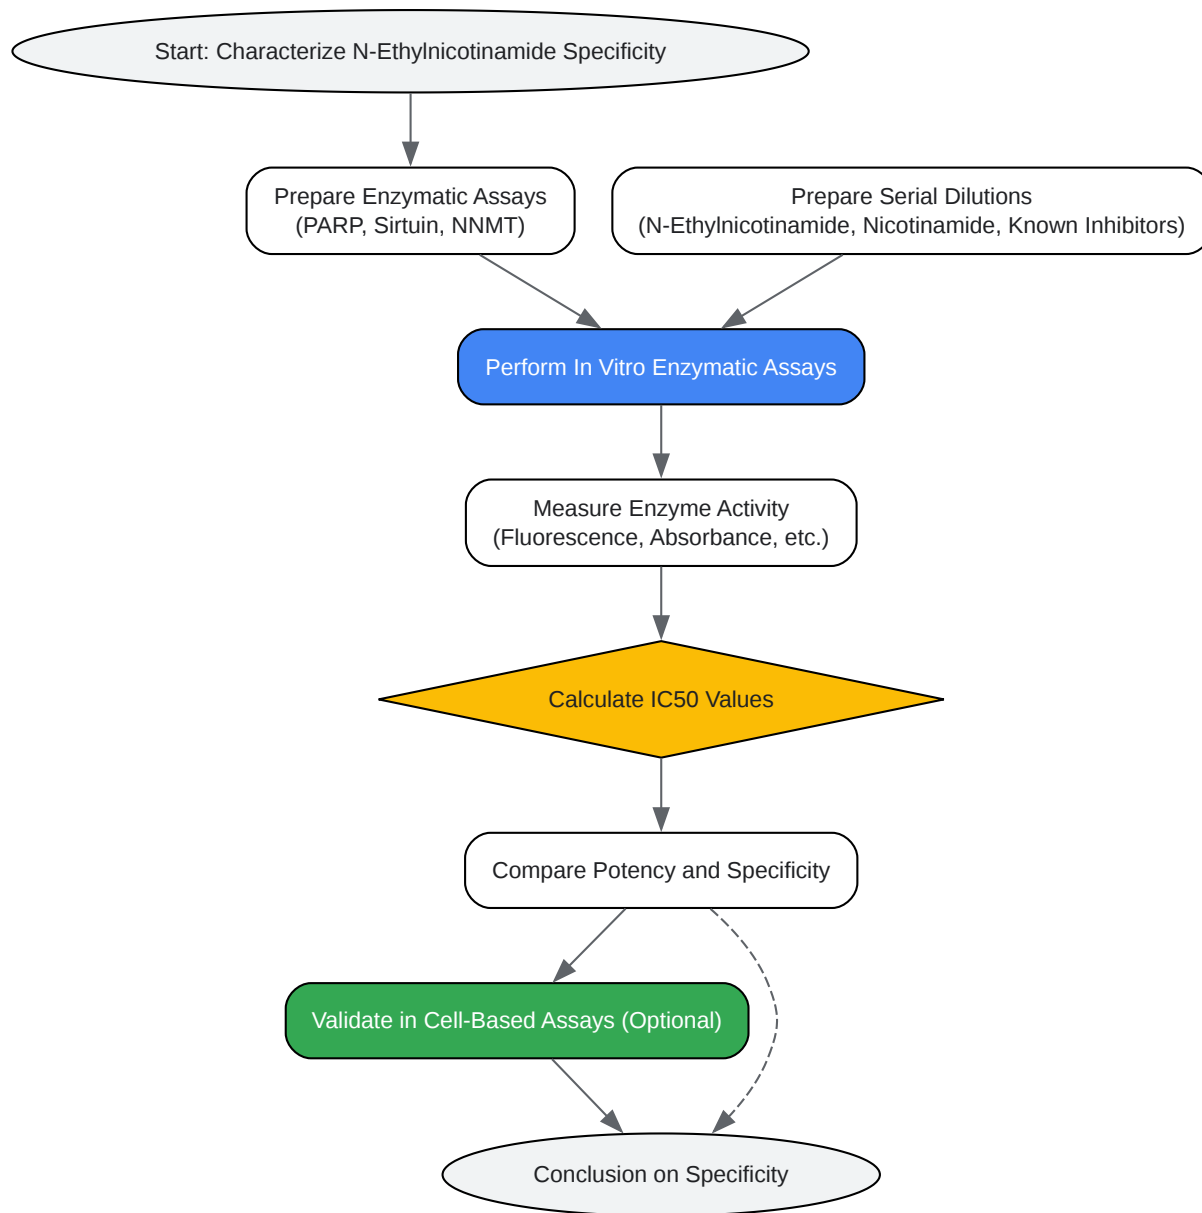 Start: Characterize N-Ethylnicotinamide Specificity
Prepare Enzymatic Assays
(PARP, Sirtuin, NNMT)
Prepare Serial Dilutions
(N-Ethylnicotinamide, Nicotinamide, Known Inhibitors)
Perform In Vitro Enzymatic Assays
Measure Enzyme Activity
(Fluorescence, Absorbance, etc.)
Calculate IC50 Values
Compare Potency and Specificity
Validate in Cell-Based Assays (Optional)
Conclusion on Specificity